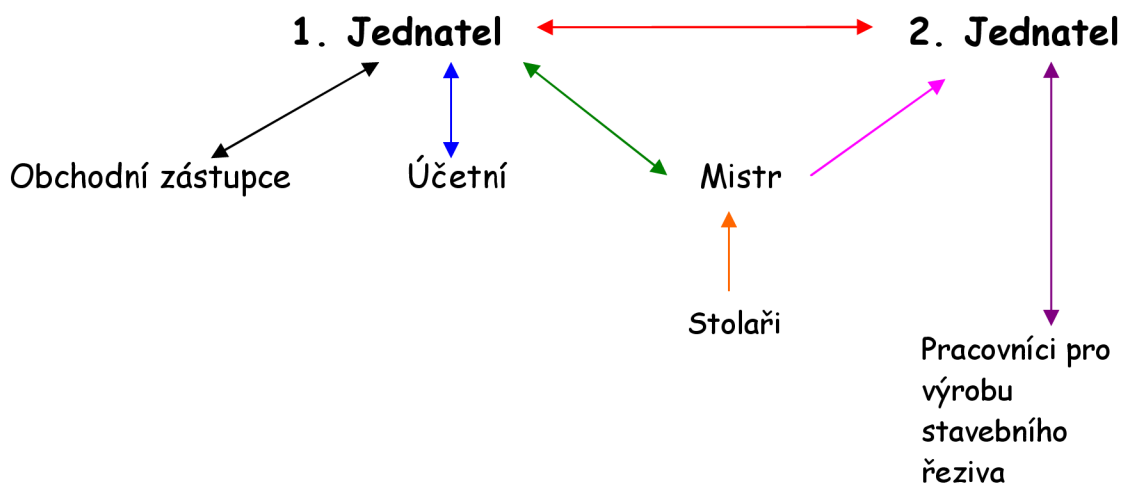 1. Jednatel
2. Jednatel
Obchodní zástupce
Účetní
Mistr
Stolaři
Pracovníci pro
výrobu
stavebního
řeziva